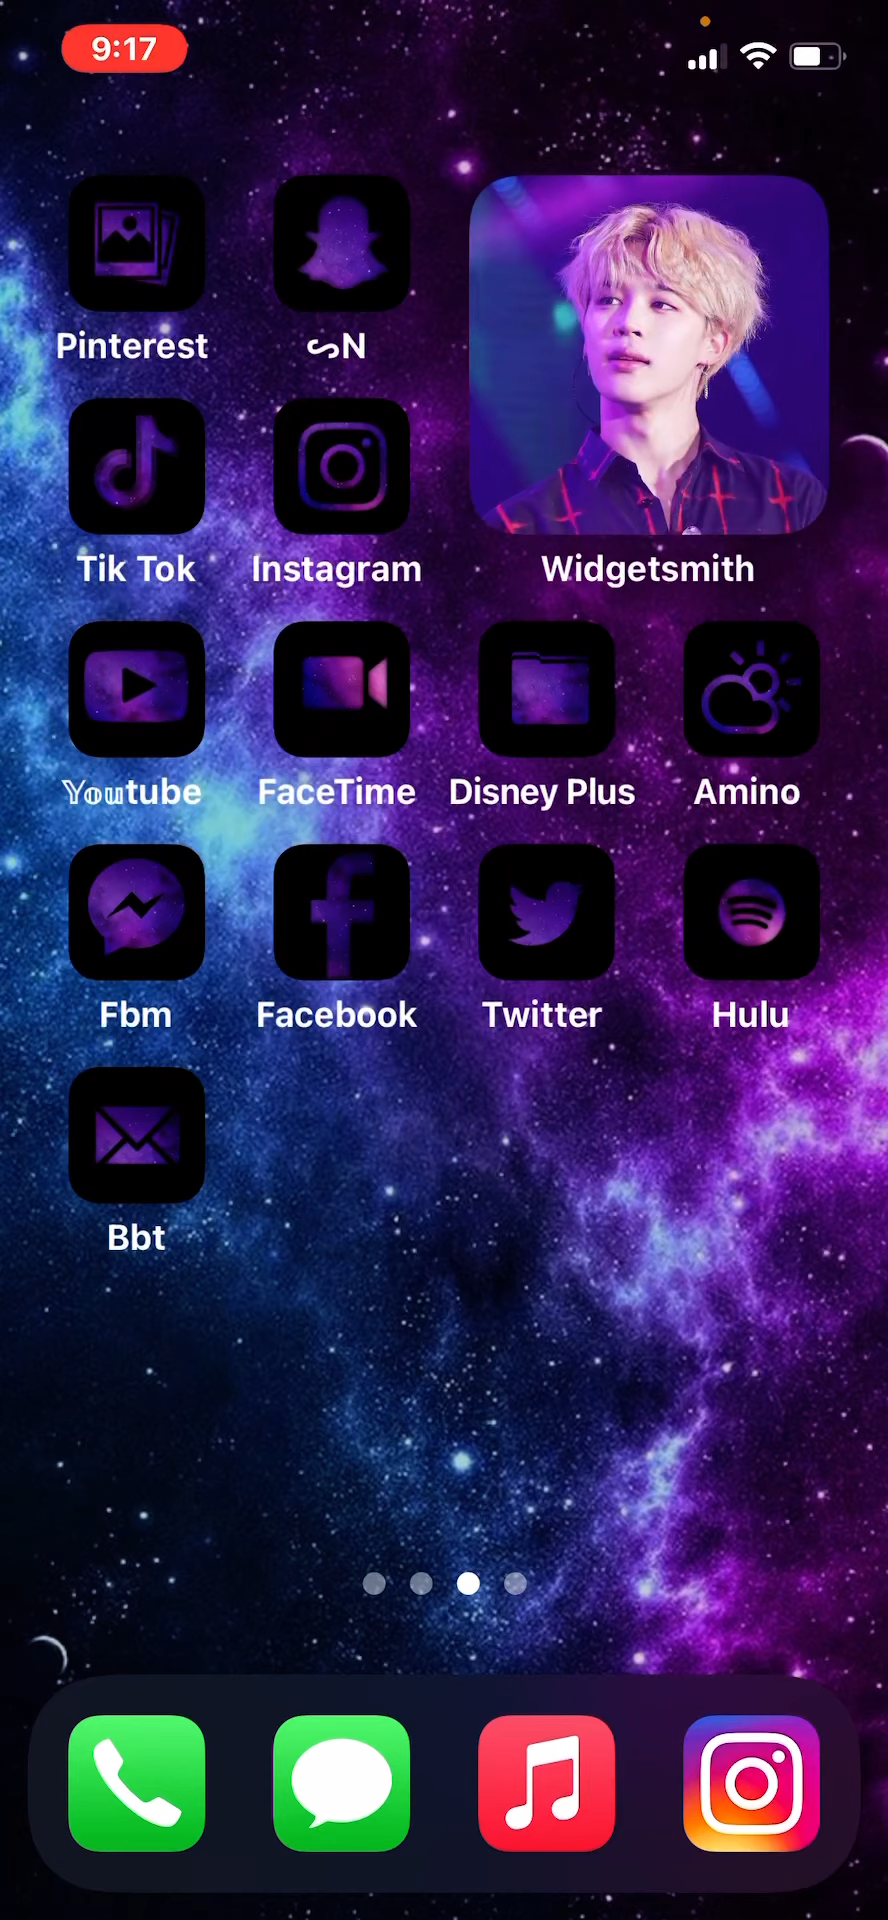 9:17
Pinterest
ᔕN
Tik Tok
Instagram
Widgetsmith
𝕐𝕠𝕦tube
FaceTime
Disney Plus
Amino
Fbm
Facebook
Twitter
Hulu
Bbt